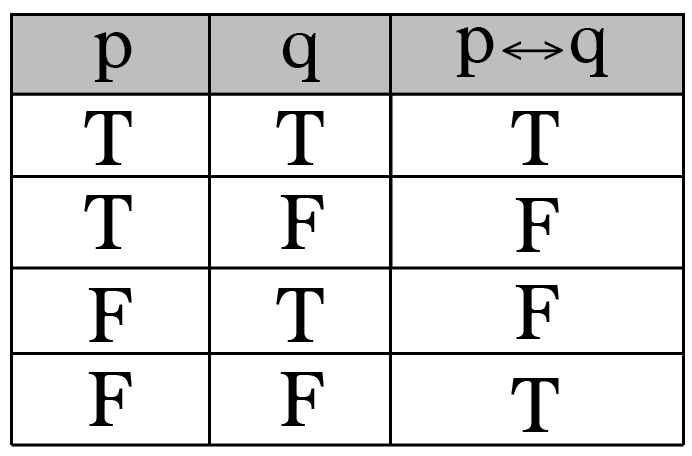 p q p↔q
T T T
T F F
F T F
F F T